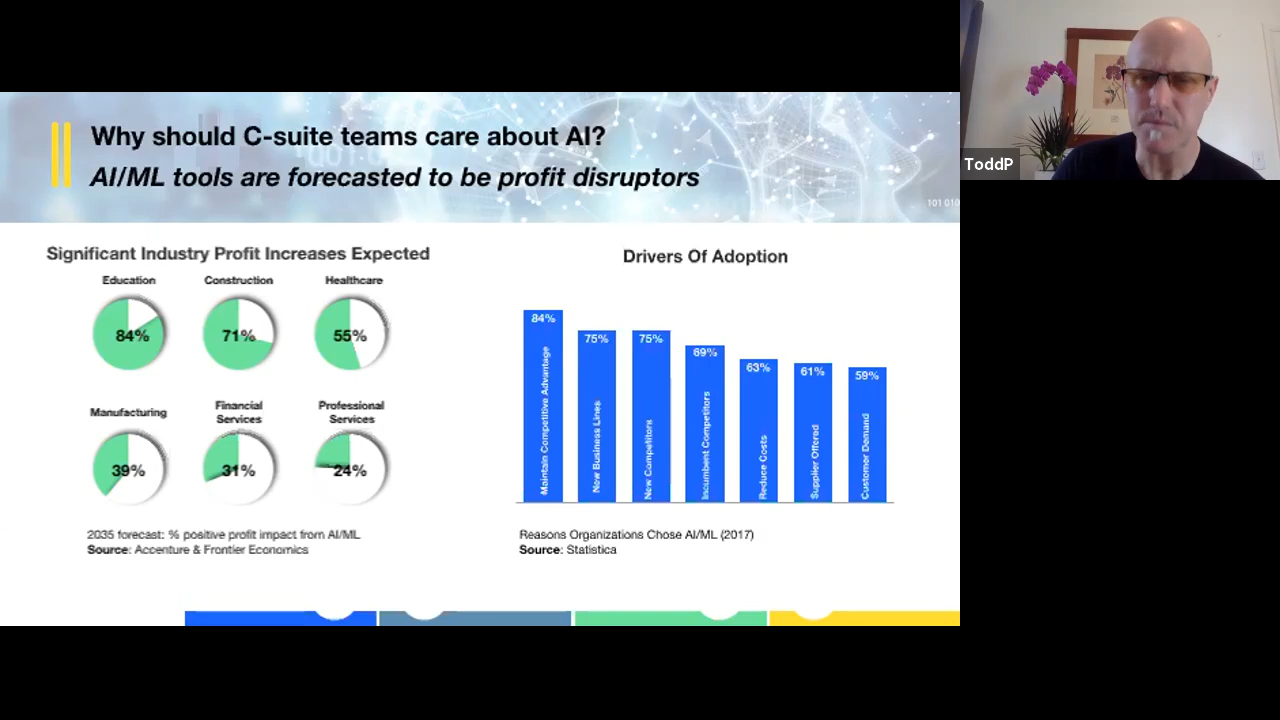 Why should C-suite teams care about AI?
AI/ML tools are forecasted to be profit disruptors
101 010
Significant Industry Profit Increases Expected
Education
Construction
Healthcare
84%
71%
55%
Manufacturing
Financial
Services
Professional
Services
39%
31%
24%
2035 forecast: % positive profit impact from AI/ML
Source: Accenture & Frontier Economics
Drivers Of Adoption
84%
Maintain Competitive Advantage
75%
New Business Lines
75%
New Competitors
69%
Incumbent Competitors
63%
Reduce Costs
61%
Supplier Offered
59%
Customer Demand
Reasons Organizations Chose AI/ML (2017)
Source: Statistica
ToddP